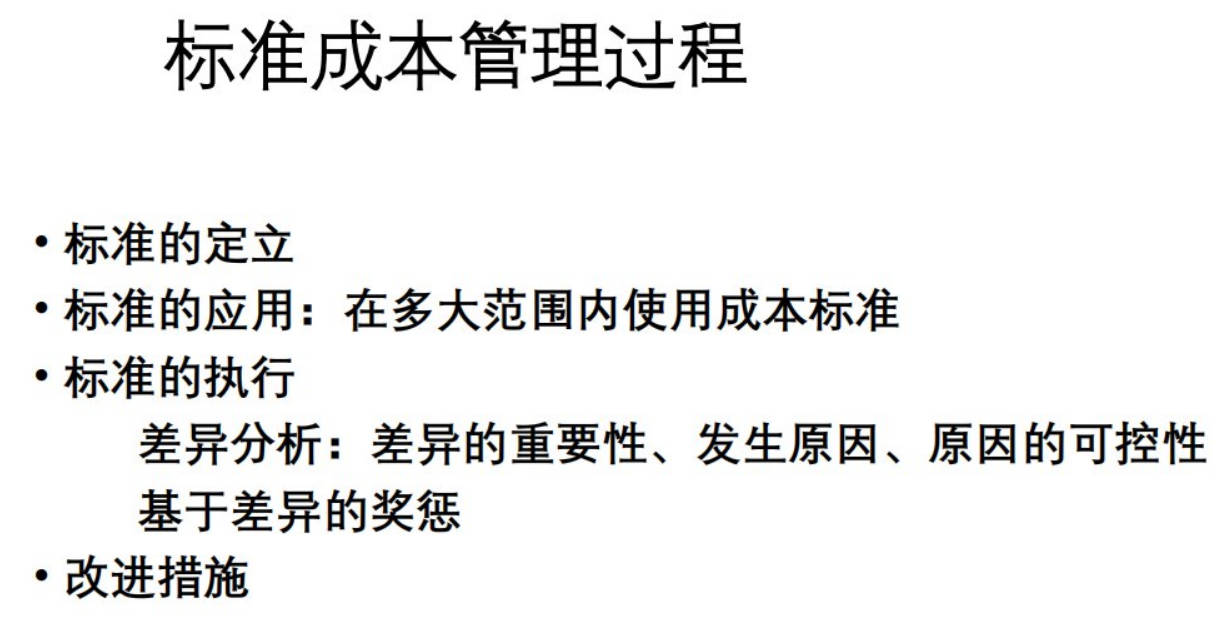 标准成本管理过程
• 标准的定立
• 标准的应用：在多大范围内使用成本标准
• 标准的执行
差异分析：差异的重要性、发生原因、原因的可控性
基于差异的奖惩
• 改进措施